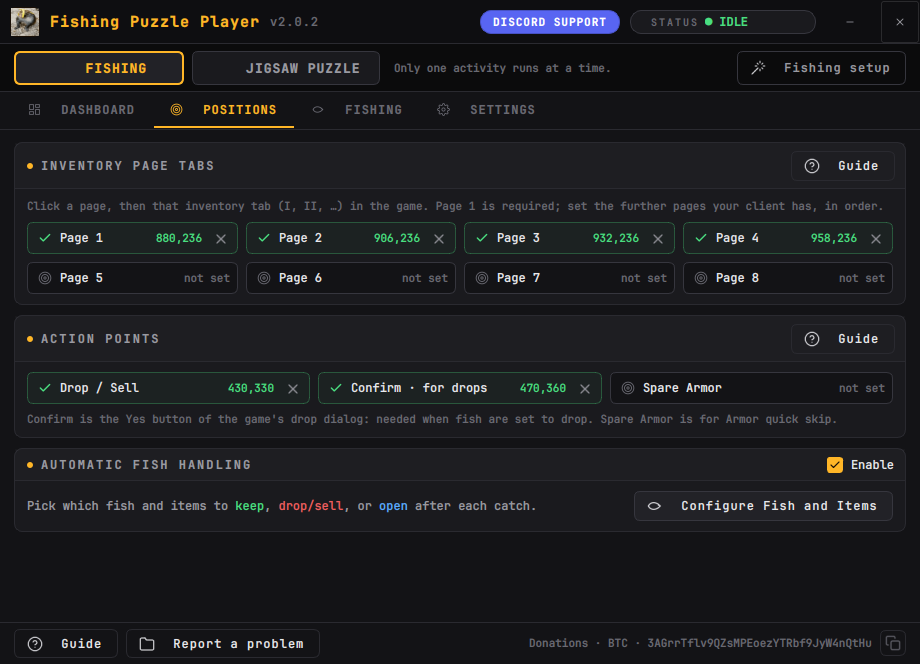 Fishing Puzzle Player v2.0.2 DISCORD SUPPORT STATUS IDLE
FISHING JIGSAW PUZZLE Only one activity runs at a time. Fishing setup
DASHBOARD POSITIONS FISHING SETTINGS
INVENTORY PAGE TABS Guide
Click a page, then that inventory tab (I, II, …) in the game. Page 1 is required; set the further pages your client has, in order.
Page 1 880,236 Page 2 906,236 Page 3 932,236 Page 4 958,236
Page 5 not set Page 6 not set Page 7 not set Page 8 not set
ACTION POINTS Guide
Drop / Sell 430,330 Confirm · for drops 470,360 Spare Armor not set
Confirm is the Yes button of the game's drop dialog: needed when fish are set to drop. Spare Armor is for Armor quick skip.
AUTOMATIC FISH HANDLING Enable
Pick which fish and items to keep, drop/sell, or open after each catch. Configure Fish and Items
Guide Report a problem Donations · BTC · 3AGrrTflv9QZsMPEoezYTRbf9JyW4nQtHu